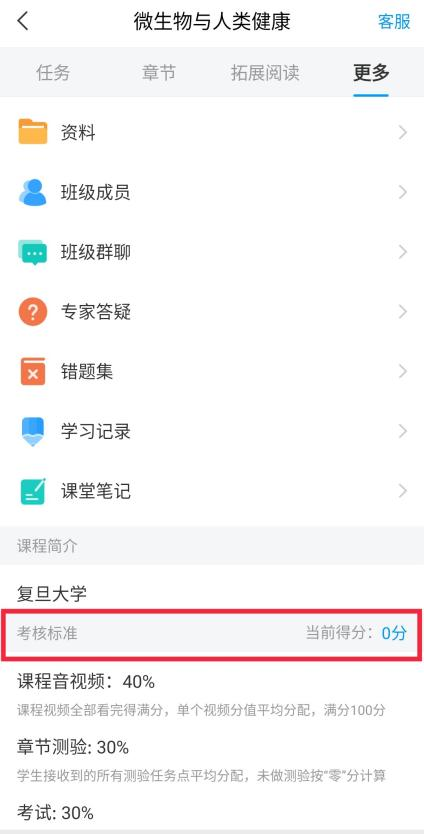 微生物与人类健康
客服
任务
章节
拓展阅读
更多
资料
班级成员
班级群聊
专家答疑
错题集
学习记录
课堂笔记
课程简介
复旦大学
考核标准
当前得分：0分
课程音视频：40%
课程视频全部看完得满分，单个视频分值平均分配，满分100分
章节测验: 30%
学生接收到的所有测验任务点平均分配，未做测验按"零"分计算
考试: 30%